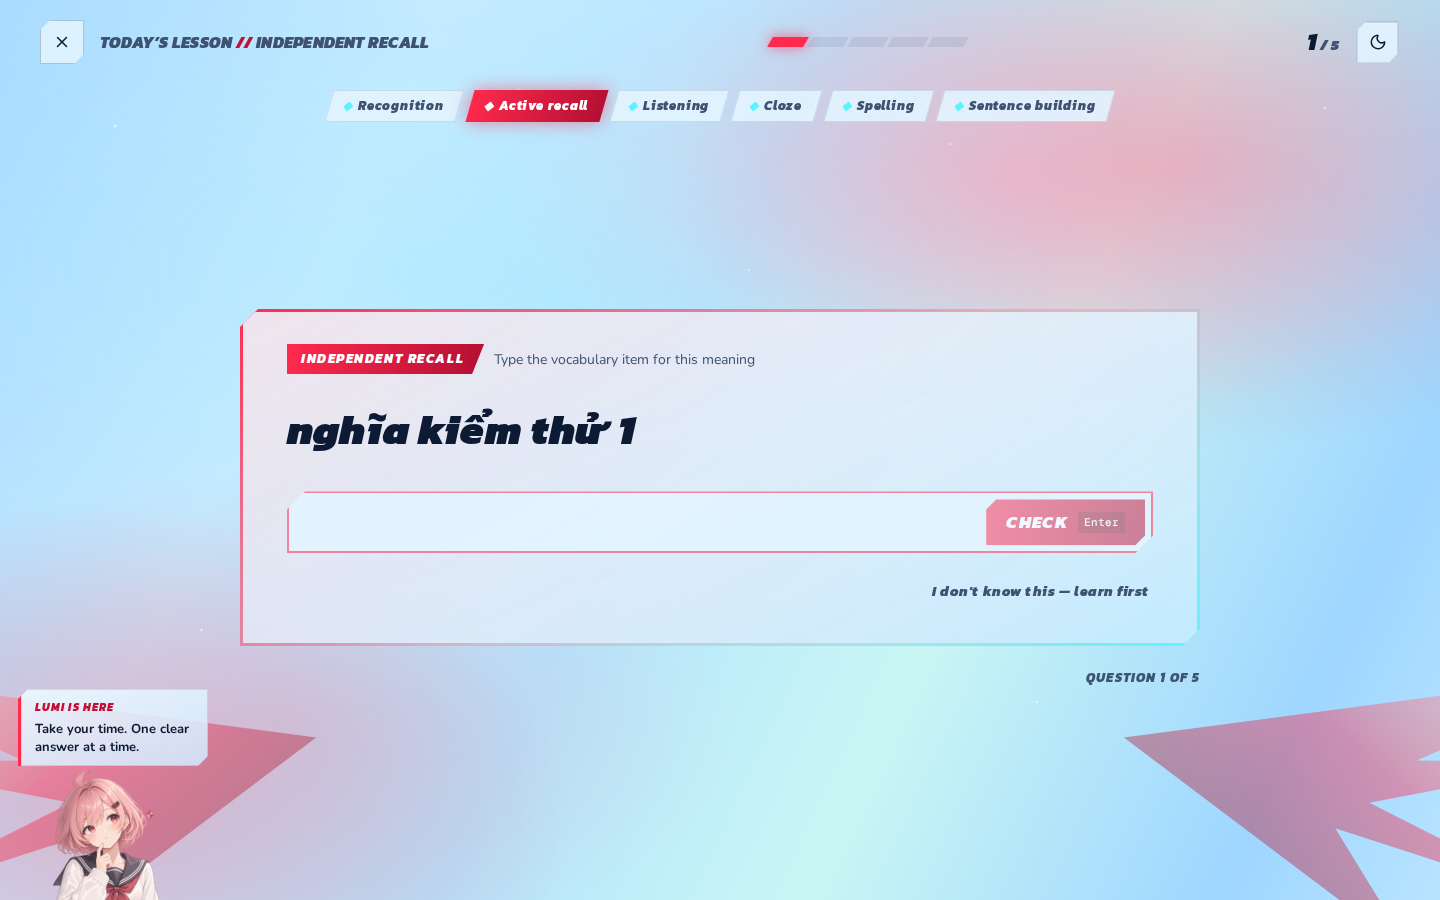 TODAY'S LESSON // INDEPENDENT RECALL
1 / 5
Recognition
Active recall
Listening
Cloze
Spelling
Sentence building
INDEPENDENT RECALL Type the vocabulary item for this meaning
nghĩa kiểm thử 1
CHECK Enter
I don't know this — learn first
QUESTION 1 OF 5
LUMI IS HERE
Take your time. One clear
answer at a time.